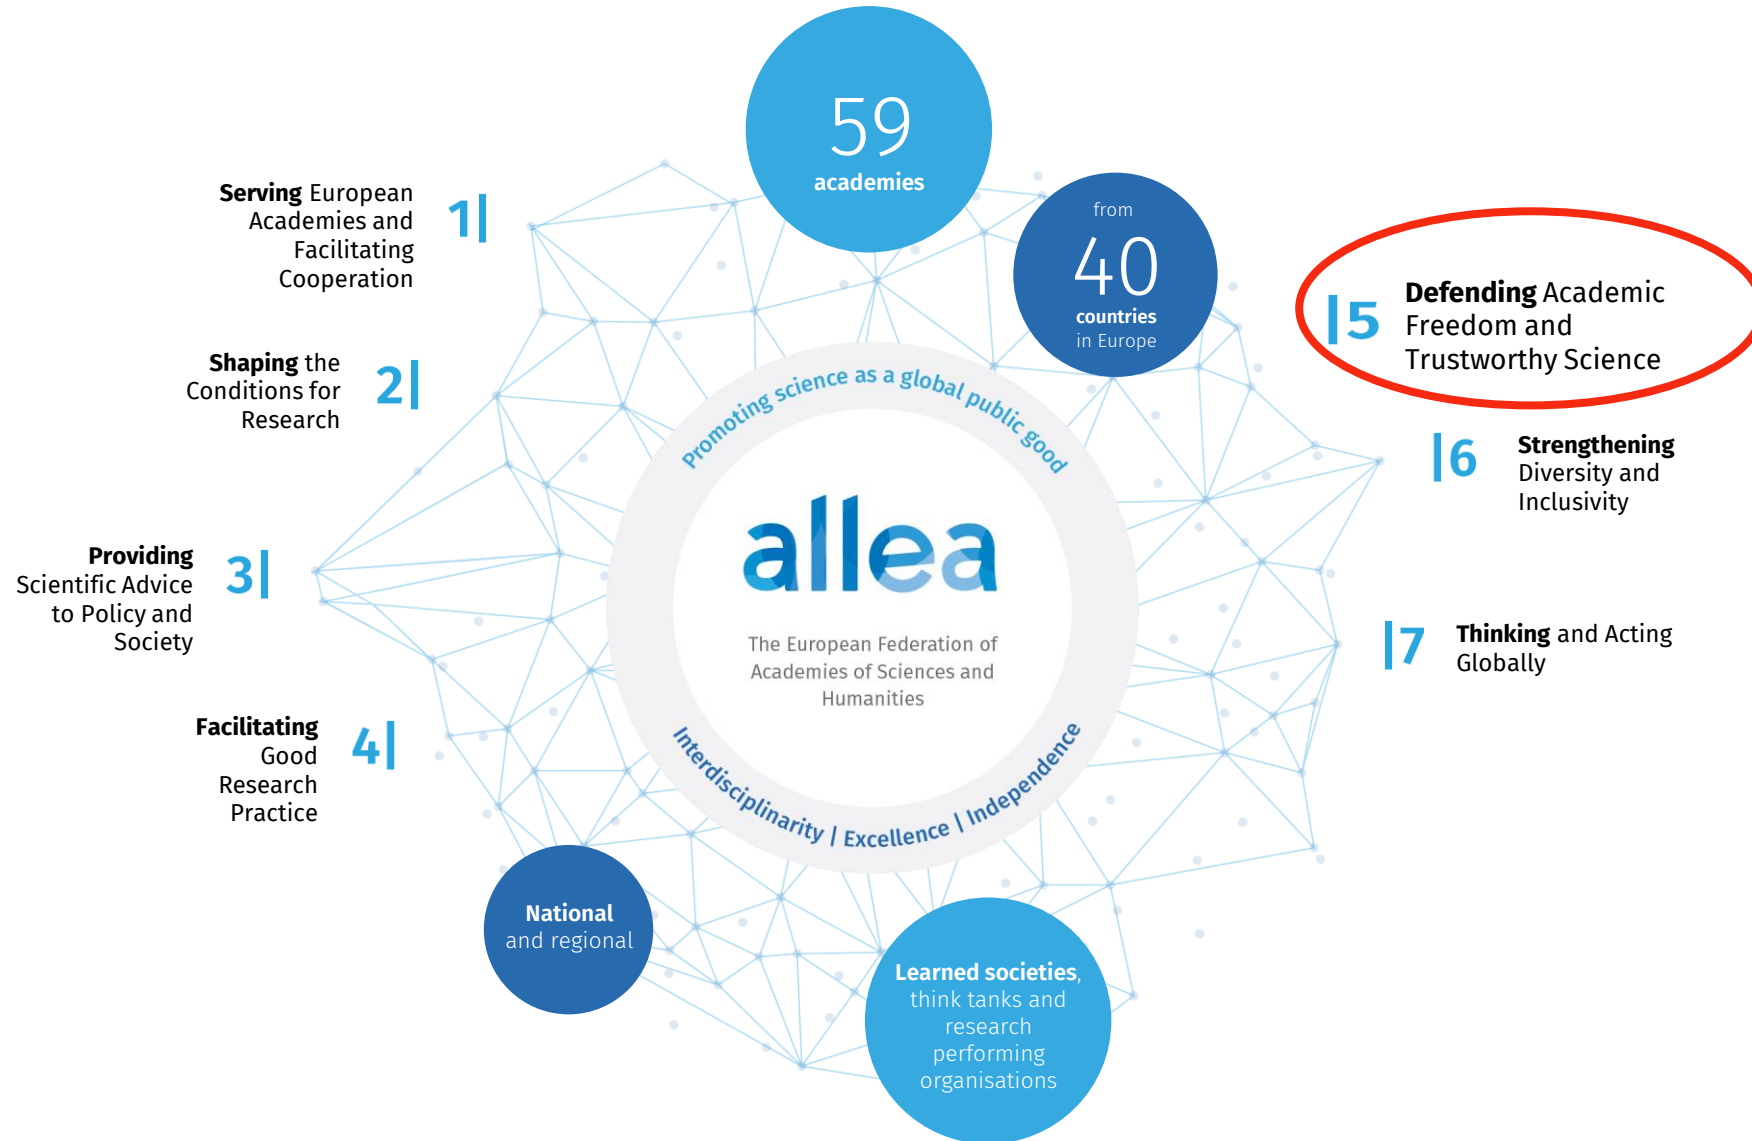 59
academies
from
40
countries
in Europe
1|
Serving European
Academies and
Facilitating
Cooperation
2|
Shaping the
Conditions for
Research
3|
Providing
Scientific Advice
to Policy and
Society
4|
Facilitating
Good
Research
Practice
Promoting science as a global public good
allea
The European Federation of
Academies of Sciences and
Humanities
Interdisciplinarity | Excellence | Independence
|5
Defending Academic
Freedom and
Trustworthy Science
|6
Strengthening
Diversity and
Inclusivity
|7
Thinking and Acting
Globally
National
and regional
Learned societies,
think tanks and
research
performing
organisations